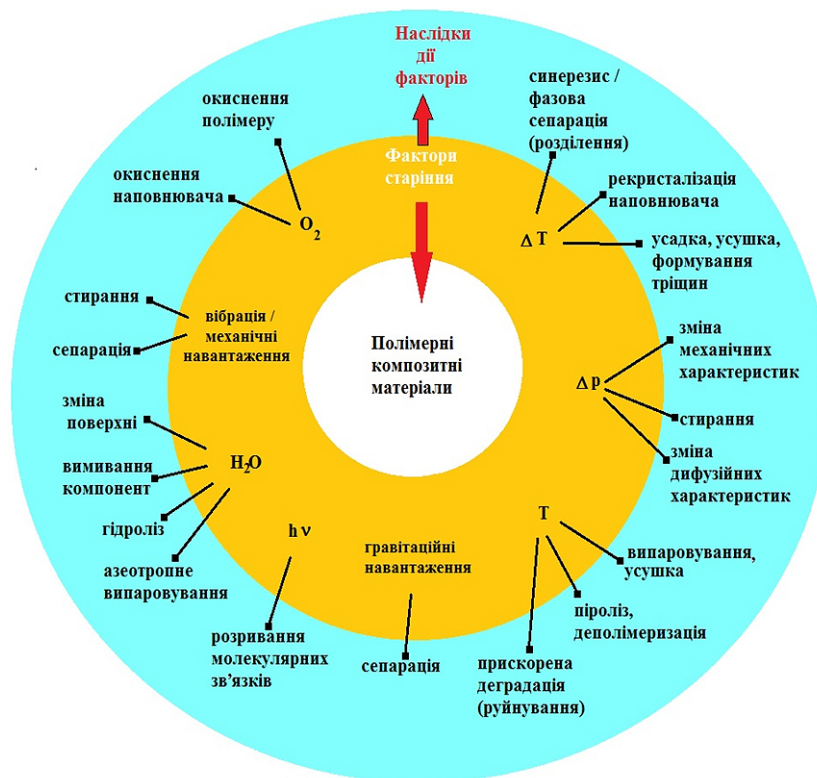 Наслідки
дії
факторів
Фактори
старіння
Полімерні
композитні
матеріали
синерезис /
фазова
сепарація
(розділення)
рекристалізація
наповнювача
усадка, усушка,
формування
тріщин
Δ T
зміна
механічних
характеристик
стирання
зміна
дифузійних
характеристик
Δ p
T
випаровування,
усушка
піроліз,
деполімеризація
прискорена
деградація
(руйнування)
гравітаційні
навантаження
сепарація
h ν
розривання
молекулярних
зв'язків
H2O
зміна
поверхні
вимивання
компонент
гідроліз
азеотропне
випаровування
вібрація /
механічні
навантаження
стирання
сепарація
O2
окиснення
полімеру
окиснення
наповнювача